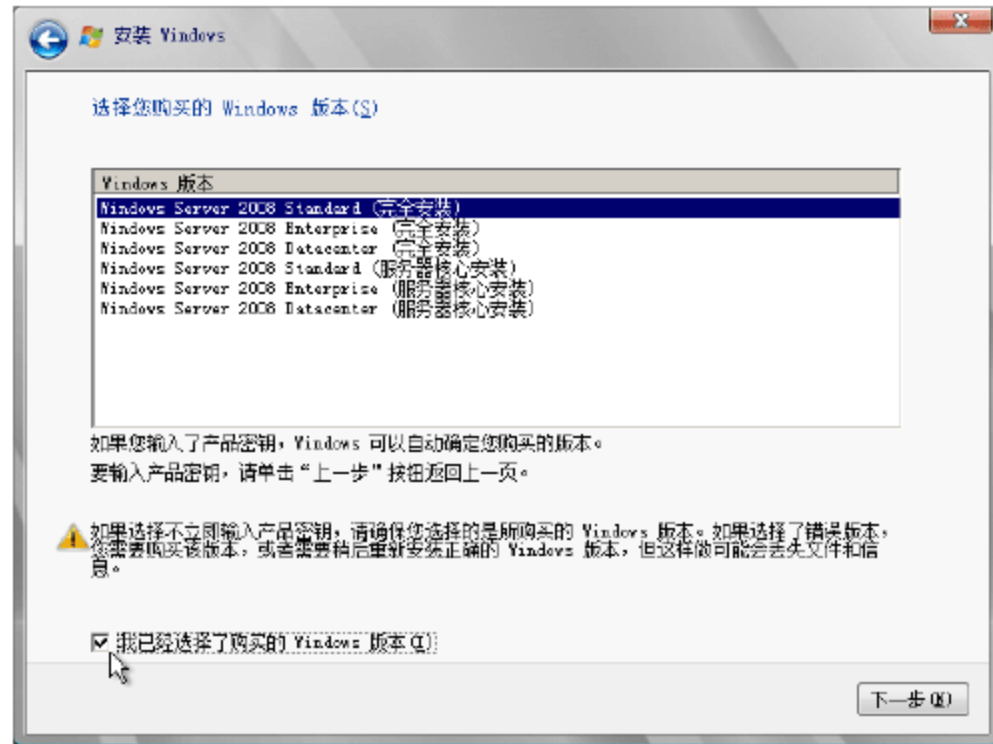 安装 Windows
选择您购买的 Windows 版本(S)
Windows 版本
Windows Server 2008 Standard (完全安装)
Windows Server 2008 Enterprise (完全安装)
Windows Server 2008 Datacenter (完全安装)
Windows Server 2008 Standard (服务器核心安装)
Windows Server 2008 Enterprise (服务器核心安装)
Windows Server 2008 Datacenter (服务器核心安装)
如果您输入了产品密钥，Windows 可以自动确定您购买的版本。
要输入产品密钥，请单击“上一步”按钮返回上一页。
如果选择不立即输入产品密钥，请确保您选择的是所购买的 Windows 版本。如果选择了错误版本，
您需要购买该版本，或者需要稍后重新安装正确的 Windows 版本，但这样做可能会丢失文件和信
息。
我已经选择了购买的 Windows 版本(I)
下一步(N)